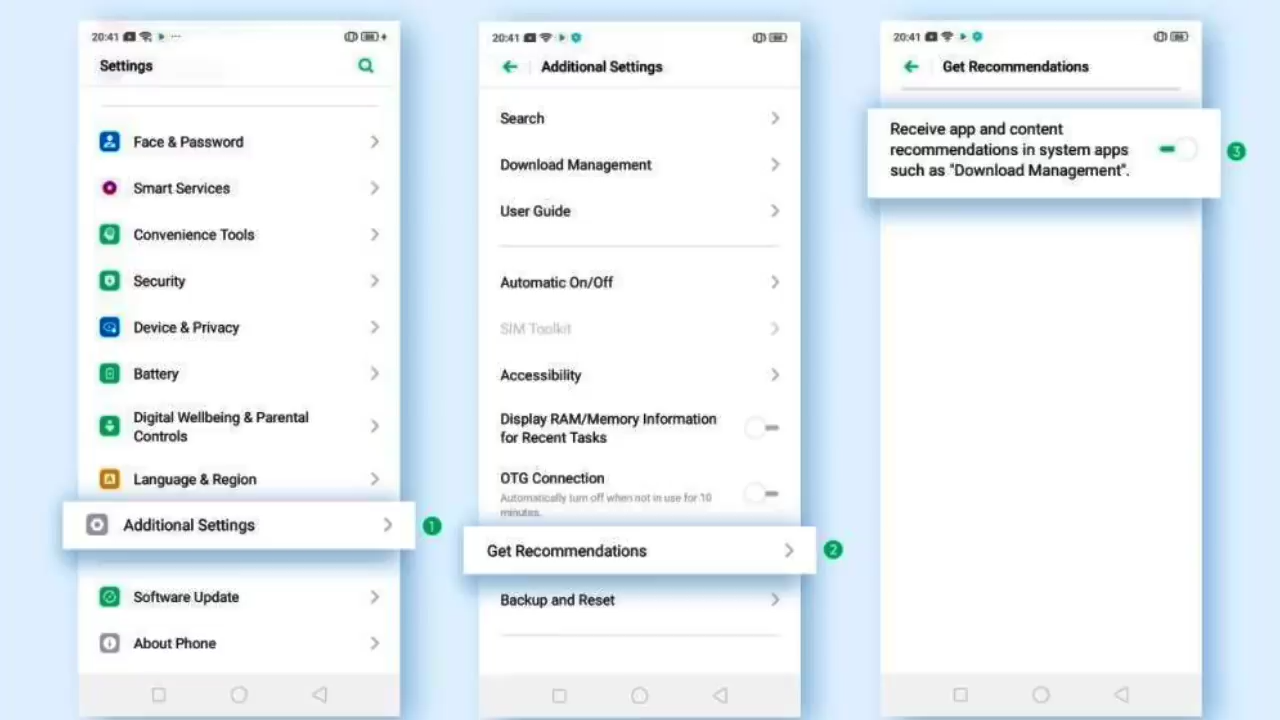 20:41
Settings
Face & Password
Smart Services
Convenience Tools
Security
Device & Privacy
Battery
Digital Wellbeing & Parental
Controls
Language & Region
Additional Settings
1
Software Update
About Phone
20:41
Additional Settings
Search
Download Management
User Guide
Automatic On/Off
SIM Toolkit
Accessibility
Display RAM/Memory Information
for Recent Tasks
OTG Connection
Automatically turn off when not in use for 10
minutes.
Get Recommendations
2
Backup and Reset
20:41
Get Recommendations
Receive app and content
recommendations in system apps
such as "Download Management".
3